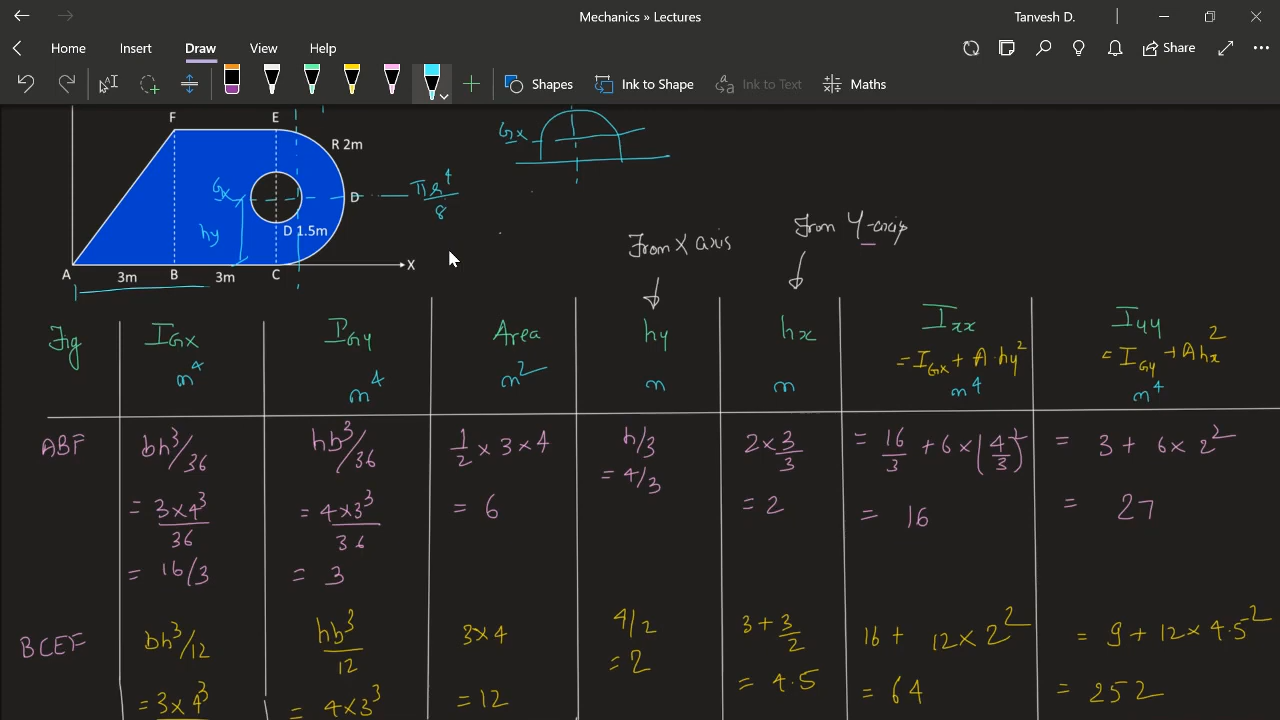 Mechanics » Lectures
Tanvesh D.
Home Insert Draw View Help
Share
Shapes Ink to Shape Ink to Text Maths
F E
R 2m
Gx
πr⁴/8
Gx
D
hy
D 1.5m
A B C X
3m 3m
From X axis
From Y-axis
Fig IGX IGY Area hy hx Ixx Iyy
= IGX + A·hy² = IGY + Ahx²
m⁴ m⁴ m² m m m⁴ m⁴
ABF bh³/36 hb³/36 1/2 × 3 × 4 h/3 2 × 3/3 = 16/3 + 6 × (4/3)² = 3 + 6 × 2²
= 3×4³/36 = 4×3³/36 = 6 = 4/3 = 2 = 16 = 27
= 16/3 = 3
BCEF bh³/12 hb³/12 3×4 4/2 3 + 3/2 16 + 12 × 2² = 9 + 12 × 4.5²
= 3×4³ = 4×3³ = 12 = 2 = 4.5 = 64 = 252